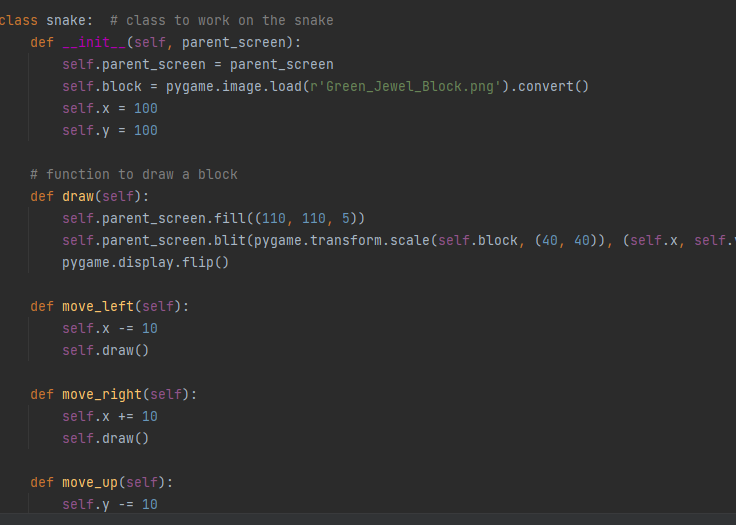 class snake:  # class to work on the snake
    def __init__(self, parent_screen):
        self.parent_screen = parent_screen
        self.block = pygame.image.load(r'Green_Jewel_Block.png').convert()
        self.x = 100
        self.y = 100

    # function to draw a block
    def draw(self):
        self.parent_screen.fill((110, 110, 5))
        self.parent_screen.blit(pygame.transform.scale(self.block, (40, 40)), (self.x, self.
        pygame.display.flip()

    def move_left(self):
        self.x -= 10
        self.draw()

    def move_right(self):
        self.x += 10
        self.draw()

    def move_up(self):
        self.y -= 10